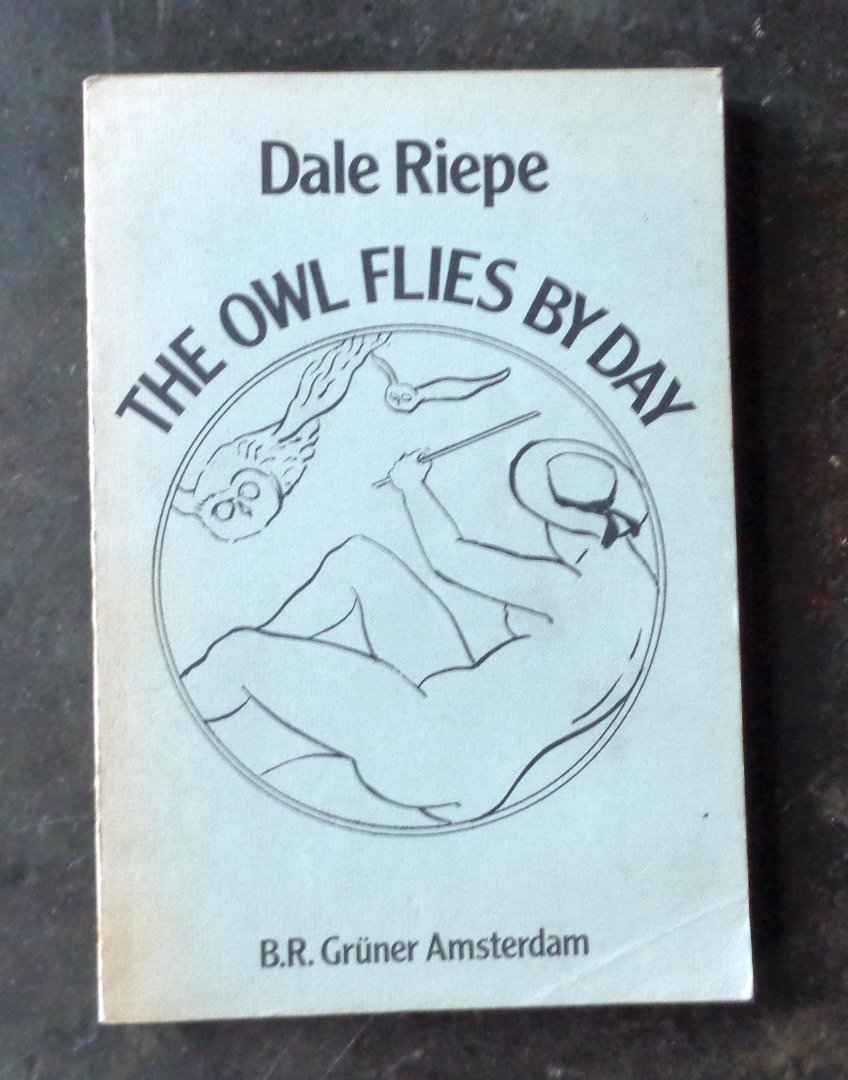 Dale Riepe
THE OWL FLIES BY DAY
B.R. Grüner Amsterdam